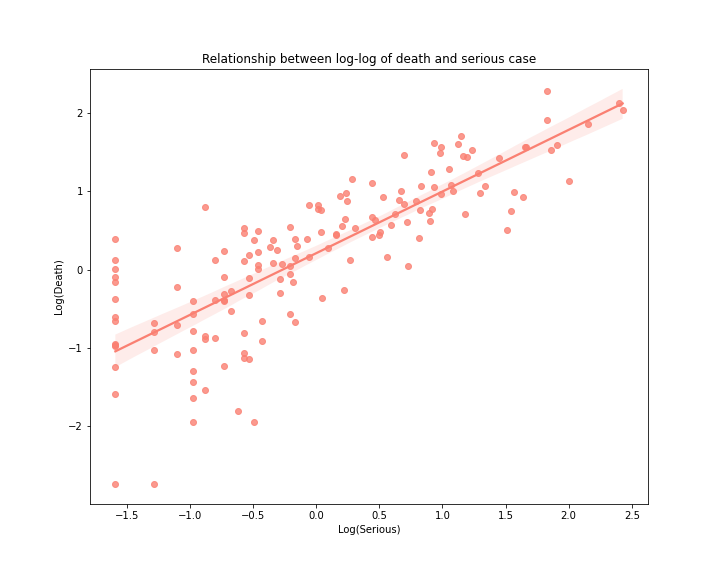 Relationship between log-log of death and serious case
Log(Death)
2
1
0
−1
−2
−1.5 −1.0 −0.5 0.0 0.5 1.0 1.5 2.0 2.5
Log(Serious)